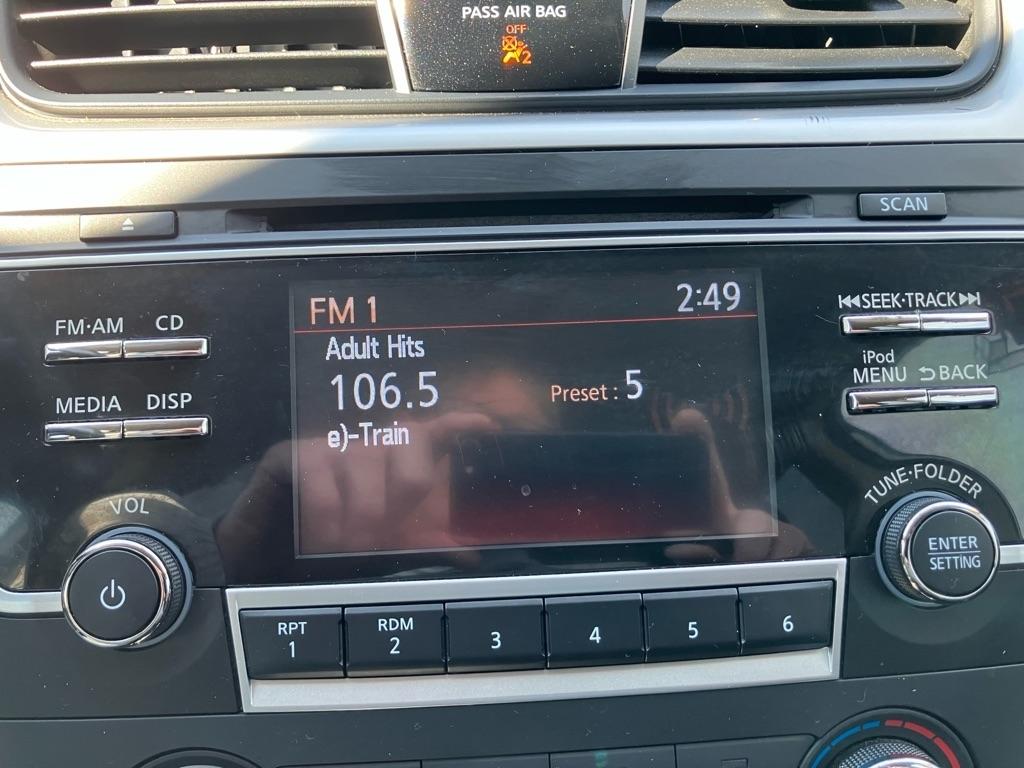 PASS AIR BAG
OFF
2
SCAN
FM·AM CD
MEDIA DISP
VOL
FM 1 2:49
Adult Hits
106.5 Preset : 5
e)-Train
SEEK·TRACK
iPod
MENU BACK
TUNE·FOLDER
ENTER
SETTING
RPT
1
RDM
2
3
4
5
6